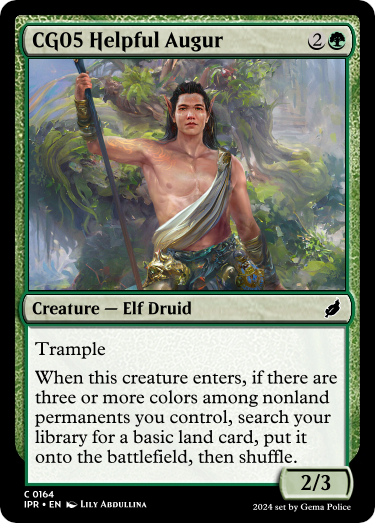 CG05 Helpful Augur 2
Creature — Elf Druid
Trample
When this creature enters, if there are
three or more colors among nonland
permanents you control, search your
library for a basic land card, put it
onto the battlefield, then shuffle.
2/3
C 0164
IPR • EN Lily Abdullina
2024 set by Gema Police